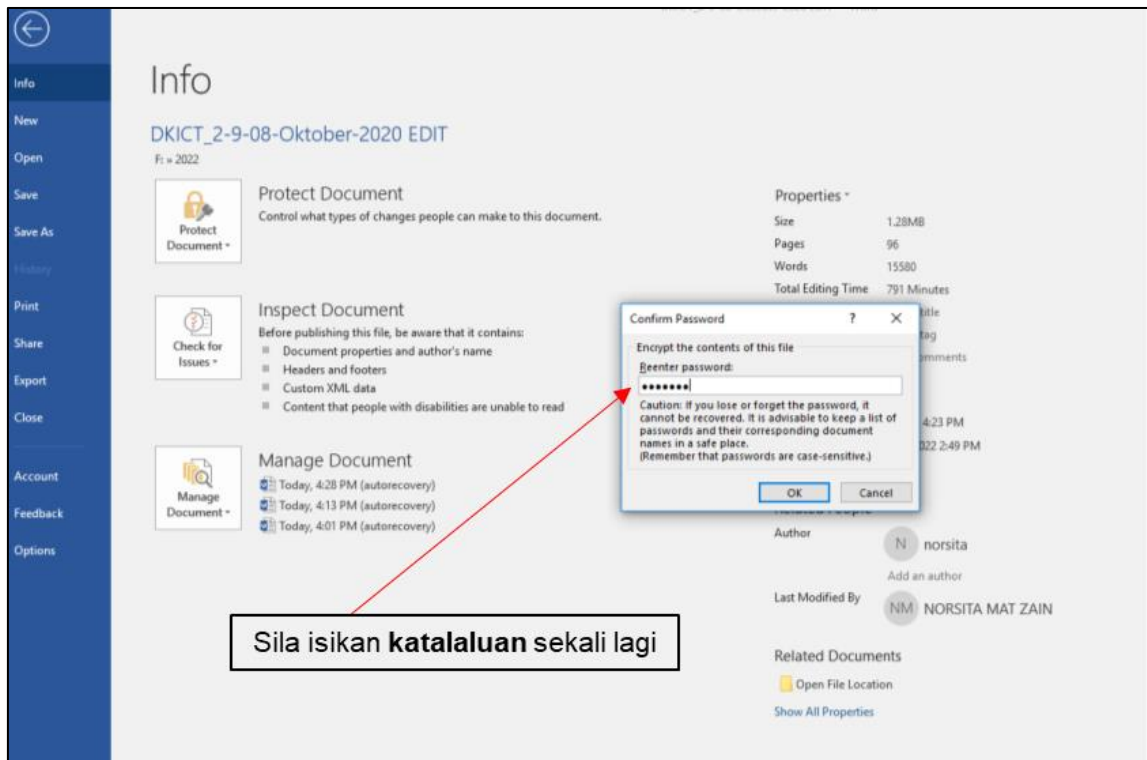 Info
Info
New
DKICT_2-9-08-Oktober-2020 EDIT
Open
F: » 2022
Save
Protect Document
Control what types of changes people can make to this document.
Protect
Document
Properties
Size 1.28MB
Save As
Pages 96
History
Words 15580
Total Editing Time 791 Minutes
Print
Inspect Document
Before publishing this file, be aware that it contains:
Check for
Issues
Document properties and author's name
Headers and footers
Custom XML data
Content that people with disabilities are unable to read
Share
Export
Close
Confirm Password ? X
Encrypt the contents of this file
Reenter password:
•••••••
Caution: If you lose or forget the password, it
cannot be recovered. It is advisable to keep a list of
passwords and their corresponding document
names in a safe place.
(Remember that passwords are case-sensitive.)
OK Cancel
title
tag
4:23 PM
2:49 PM
Manage Document
Manage
Document
Today, 4:28 PM (autorecovery)
Today, 4:13 PM (autorecovery)
Today, 4:01 PM (autorecovery)
Account
Feedback
Options
Author
N norsita
Add an author
Last Modified By
NM NORSITA MAT ZAIN
Sila isikan katalaluan sekali lagi
Related Documents
Open File Location
Show All Properties